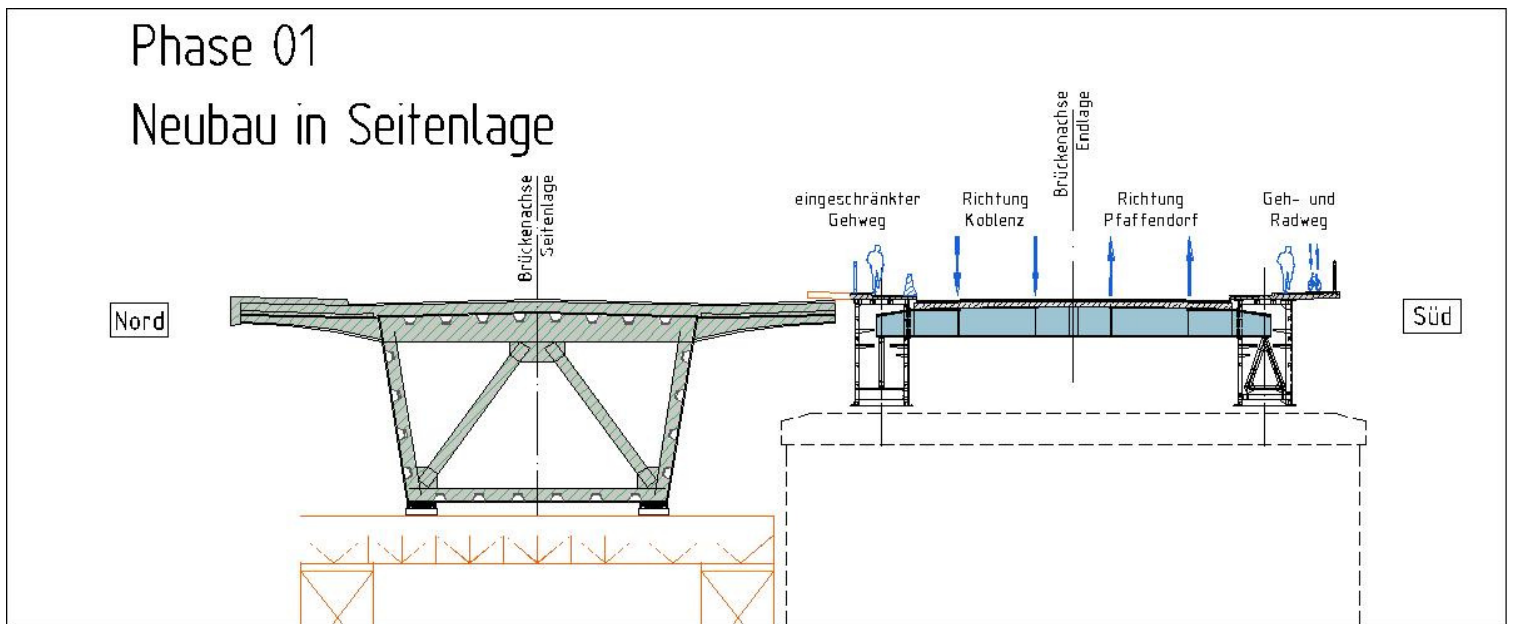 Phase 01
Neubau in Seitenlage
Brückenachse
Seitenlage
Brückenachse
Endlage
eingeschränkter
Gehweg
Richtung
Koblenz
Richtung
Pfaffendorf
Geh- und
Radweg
Nord
Süd